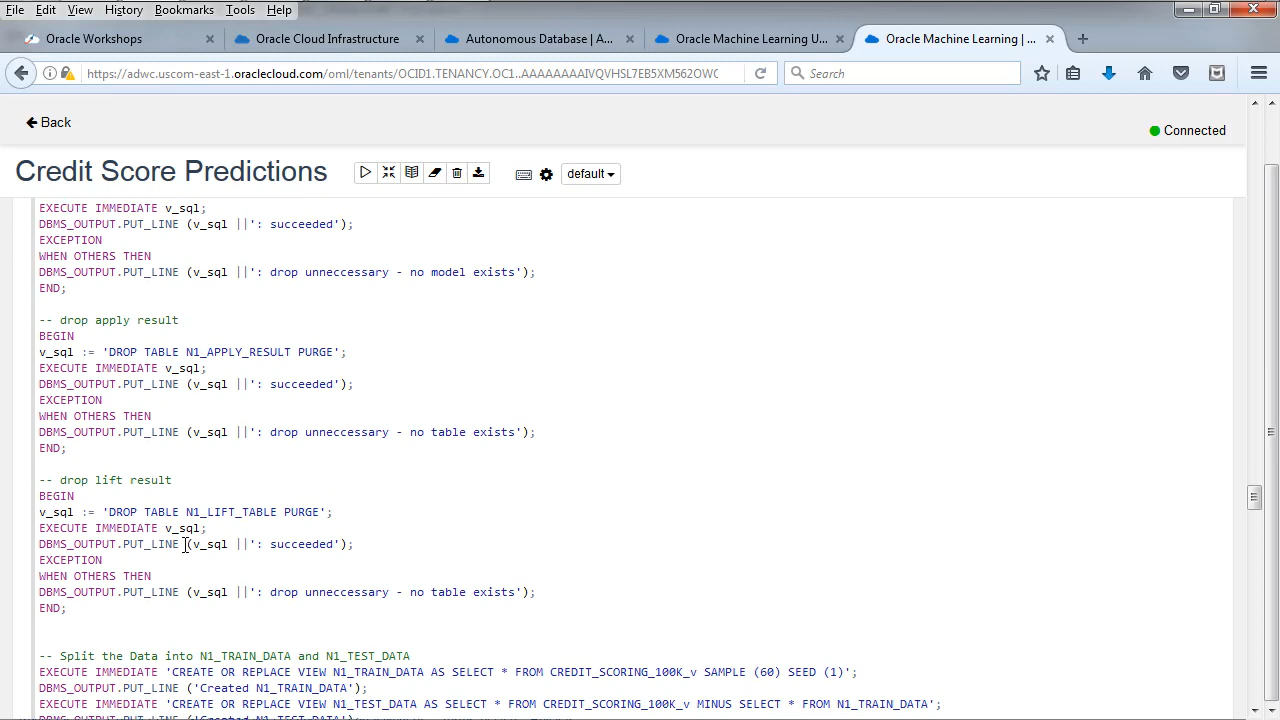 File Edit View History Bookmarks Tools Help
Oracle Workshops
Oracle Cloud Infrastructure
Autonomous Database | A...
Oracle Machine Learning U...
Oracle Machine Learning | ...
https://adwc.uscom-east-1.oraclecloud.com/oml/tenants/OCID1.TENANCY.OC1..AAAAAAAAIVQVHSL7EB5XM562OWC
Search
Back
Connected
Credit Score Predictions
default
EXECUTE IMMEDIATE v_sql;
DBMS_OUTPUT.PUT_LINE (v_sql ||': succeeded');
EXCEPTION
WHEN OTHERS THEN
DBMS_OUTPUT.PUT_LINE (v_sql ||': drop unneccessary - no model exists');
END;
-- drop apply result
BEGIN
v_sql := 'DROP TABLE N1_APPLY_RESULT PURGE';
EXECUTE IMMEDIATE v_sql;
DBMS_OUTPUT.PUT_LINE (v_sql ||': succeeded');
EXCEPTION
WHEN OTHERS THEN
DBMS_OUTPUT.PUT_LINE (v_sql ||': drop unneccessary - no table exists');
END;
-- drop lift result
BEGIN
v_sql := 'DROP TABLE N1_LIFT_TABLE PURGE';
EXECUTE IMMEDIATE v_sql;
DBMS_OUTPUT.PUT_LINE (v_sql ||': succeeded');
EXCEPTION
WHEN OTHERS THEN
DBMS_OUTPUT.PUT_LINE (v_sql ||': drop unneccessary - no table exists');
END;
-- Split the Data into N1_TRAIN_DATA and N1_TEST_DATA
EXECUTE IMMEDIATE 'CREATE OR REPLACE VIEW N1_TRAIN_DATA AS SELECT * FROM CREDIT_SCORING_100K_v SAMPLE (60) SEED (1)';
DBMS_OUTPUT.PUT_LINE ('Created N1_TRAIN_DATA');
EXECUTE IMMEDIATE 'CREATE OR REPLACE VIEW N1_TEST_DATA AS SELECT * FROM CREDIT_SCORING_100K_v MINUS SELECT * FROM N1_TRAIN_DATA';
DBMS_OUTPUT.PUT_LINE ('Created N1_TEST_DATA');